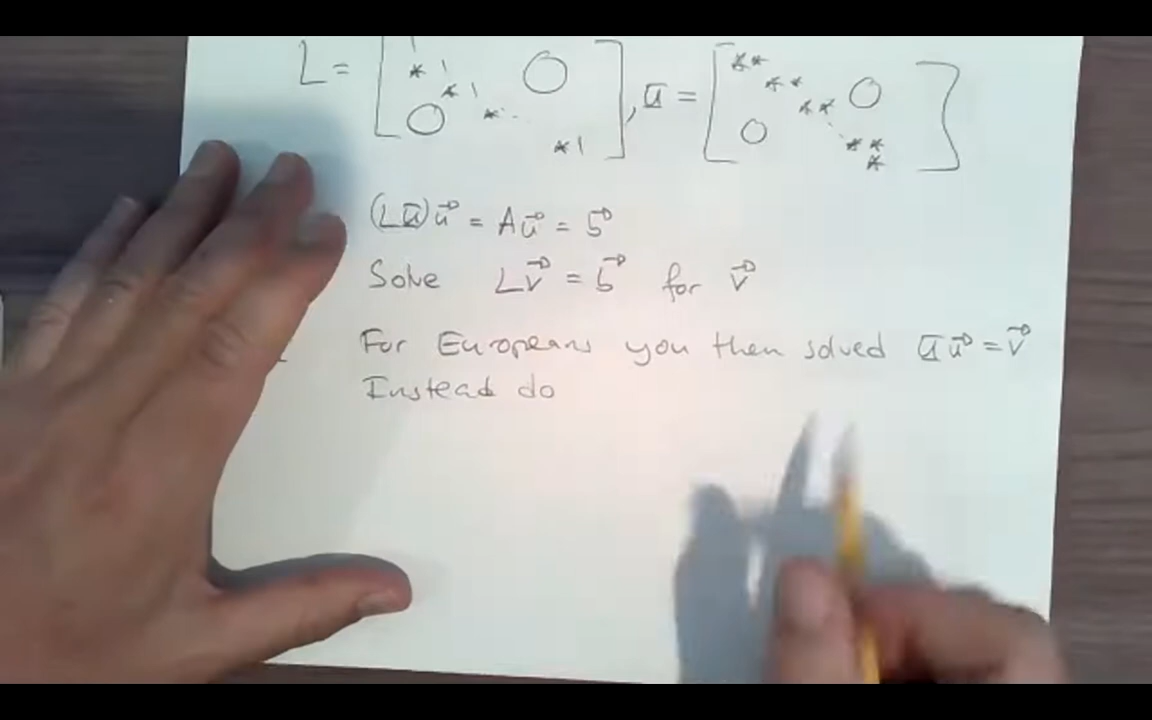 L = [ * 1 * 1 * . . * 1 O O ] , U = [ * * * * * * . . * * * O O ]
(LU)u⃗ = Au⃗ = b⃗
Solve Lv⃗ = b⃗ for v⃗
For Europeans you then solved Uu⃗ = v⃗
Instead do